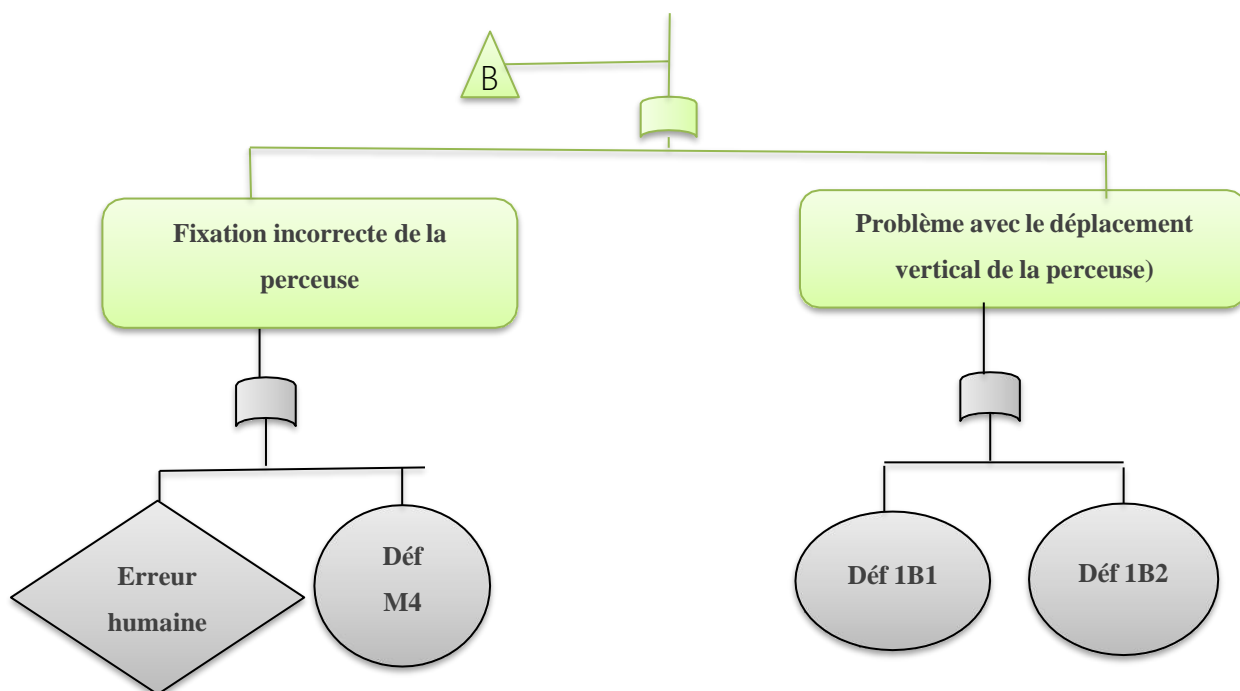 B
Fixation incorrecte de la
perceuse
Problème avec le déplacement
vertical de la perceuse)
Erreur
humaine
Déf
M4
Déf 1B1
Déf 1B2